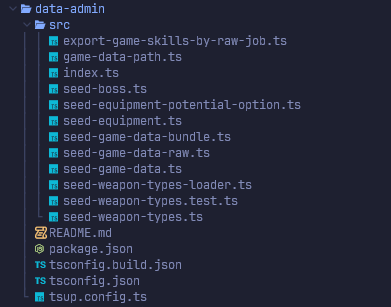 data-admin
src
export-game-skills-by-raw-job.ts
game-data-path.ts
index.ts
seed-boss.ts
seed-equipment-potential-option.ts
seed-equipment.ts
seed-game-data-bundle.ts
seed-game-data-raw.ts
seed-game-data.ts
seed-weapon-types-loader.ts
seed-weapon-types.test.ts
seed-weapon-types.ts
README.md
package.json
TS tsconfig.build.json
TS tsconfig.json
tsup.config.ts